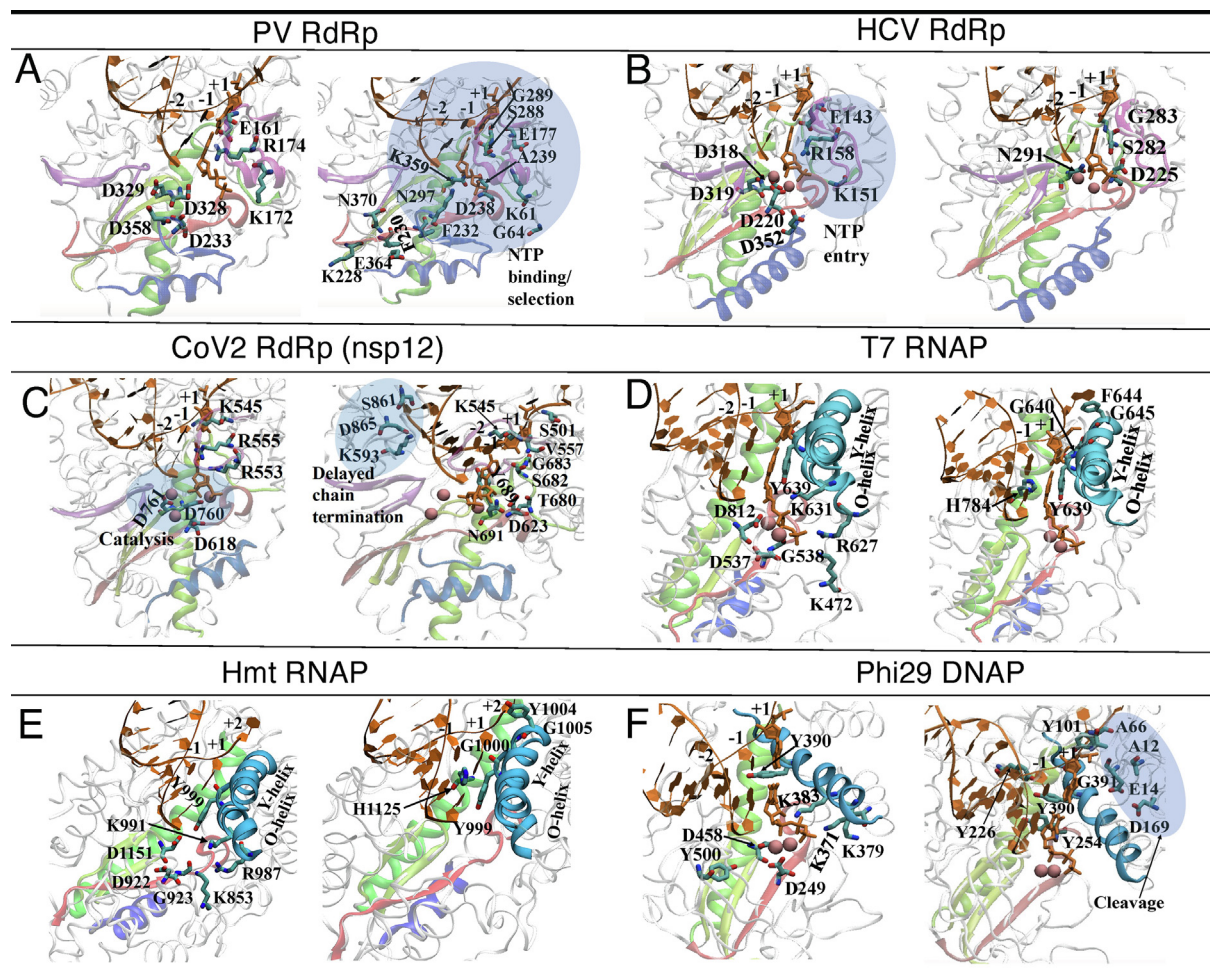 PV RdRp
HCV RdRp
A
-2
-1
+1
E161
R174
D329
D328
K172
D358
D233
+1
G289
-2
-1
S288
E177
K359
A239
N370
N297
D238
K61
F232
G64
E230
E364
K228
NTP
binding/
selection
B
+1
-2
-1
E143
D318
R158
D319
K151
D220
D352
NTP
entry
+1
-2
-1
G283
N291
S282
D225
CoV2 RdRp (nsp12)
T7 RNAP
C
+1
-1
-2
K545
R555
R553
D761
D760
Catalysis
D618
S861
K545
D865
-2
+1
S501
-1
K593
V557
G683
Delayed
chain
termination
Y689
S682
T680
N691
D623
D
+1
-2
-1
Y-helix
O-helix
Y639
D812
K631
D537
G538
R627
K472
F644
G640
G645
-1
+1
Y-helix
O-helix
H784
Y639
Hmt RNAP
Phi29 DNAP
E
+2
-1
+1
Y999
Y-helix
O-helix
K991
D1151
D922
R987
G923
K853
+2
Y1004
+1
-1
G1005
G1000
Y-helix
O-helix
H1125
Y999
F
+1
-1
-2
Y390
K383
D458
K371
K379
Y500
D249
Y101
A66
+1
-1
A12
G391
E14
Y390
D169
Y226
Y254
Cleavage